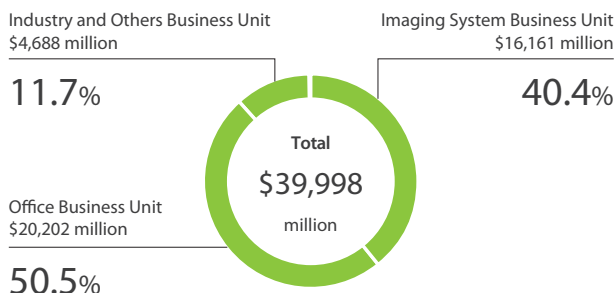 Industry and Others Business Unit
$4,688 million
11.7%
Imaging System Business Unit
$16,161 million
40.4%
Total
$39,998
million
Office Business Unit
$20,202 million
50.5%